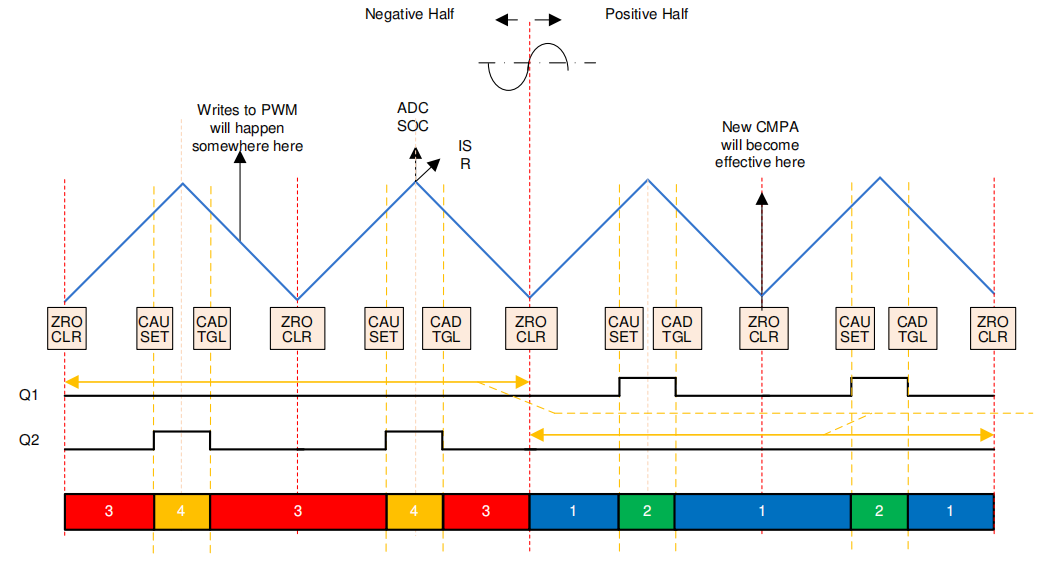 Negative Half
Positive Half
Writes to PWM
will happen
somewhere here
ADC
SOC
IS
R
New CMPA
will become
effective here
ZRO
CLR
CAU
SET
CAD
TGL
ZRO
CLR
CAU
SET
CAD
TGL
ZRO
CLR
CAU
SET
CAD
TGL
ZRO
CLR
CAU
SET
CAD
TGL
ZRO
CLR
Q1
Q2
3
4
3
4
3
1
2
1
2
1